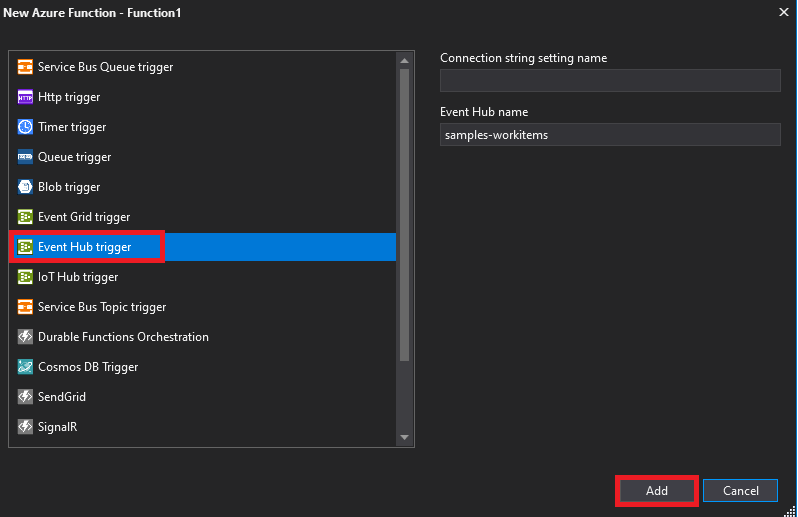 New Azure Function - Function1
Service Bus Queue trigger
Http trigger
Timer trigger
Queue trigger
Blob trigger
Event Grid trigger
Event Hub trigger
IoT Hub trigger
Service Bus Topic trigger
Durable Functions Orchestration
Cosmos DB Trigger
SendGrid
SignalR
Connection string setting name
Event Hub name
samples-workitems
Add
Cancel